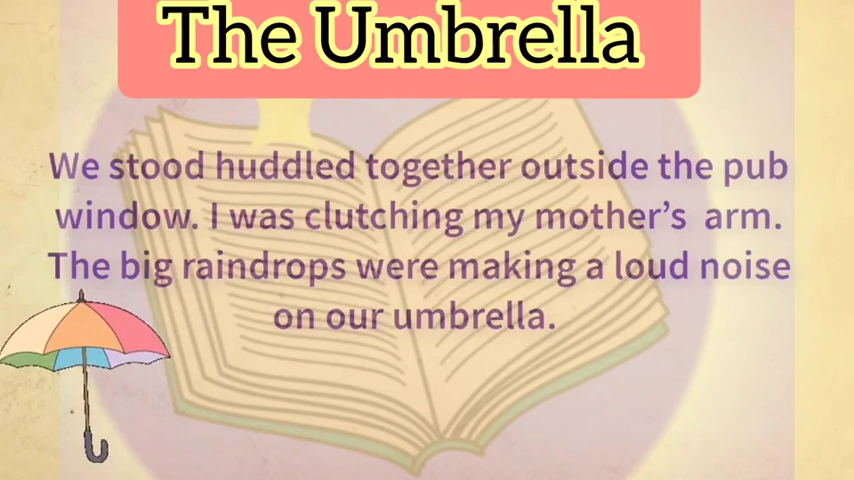 The Umbrella
We stood huddled together outside the pub
window. I was clutching my mother’s  arm.
The big raindrops were making a loud noise
on our umbrella.